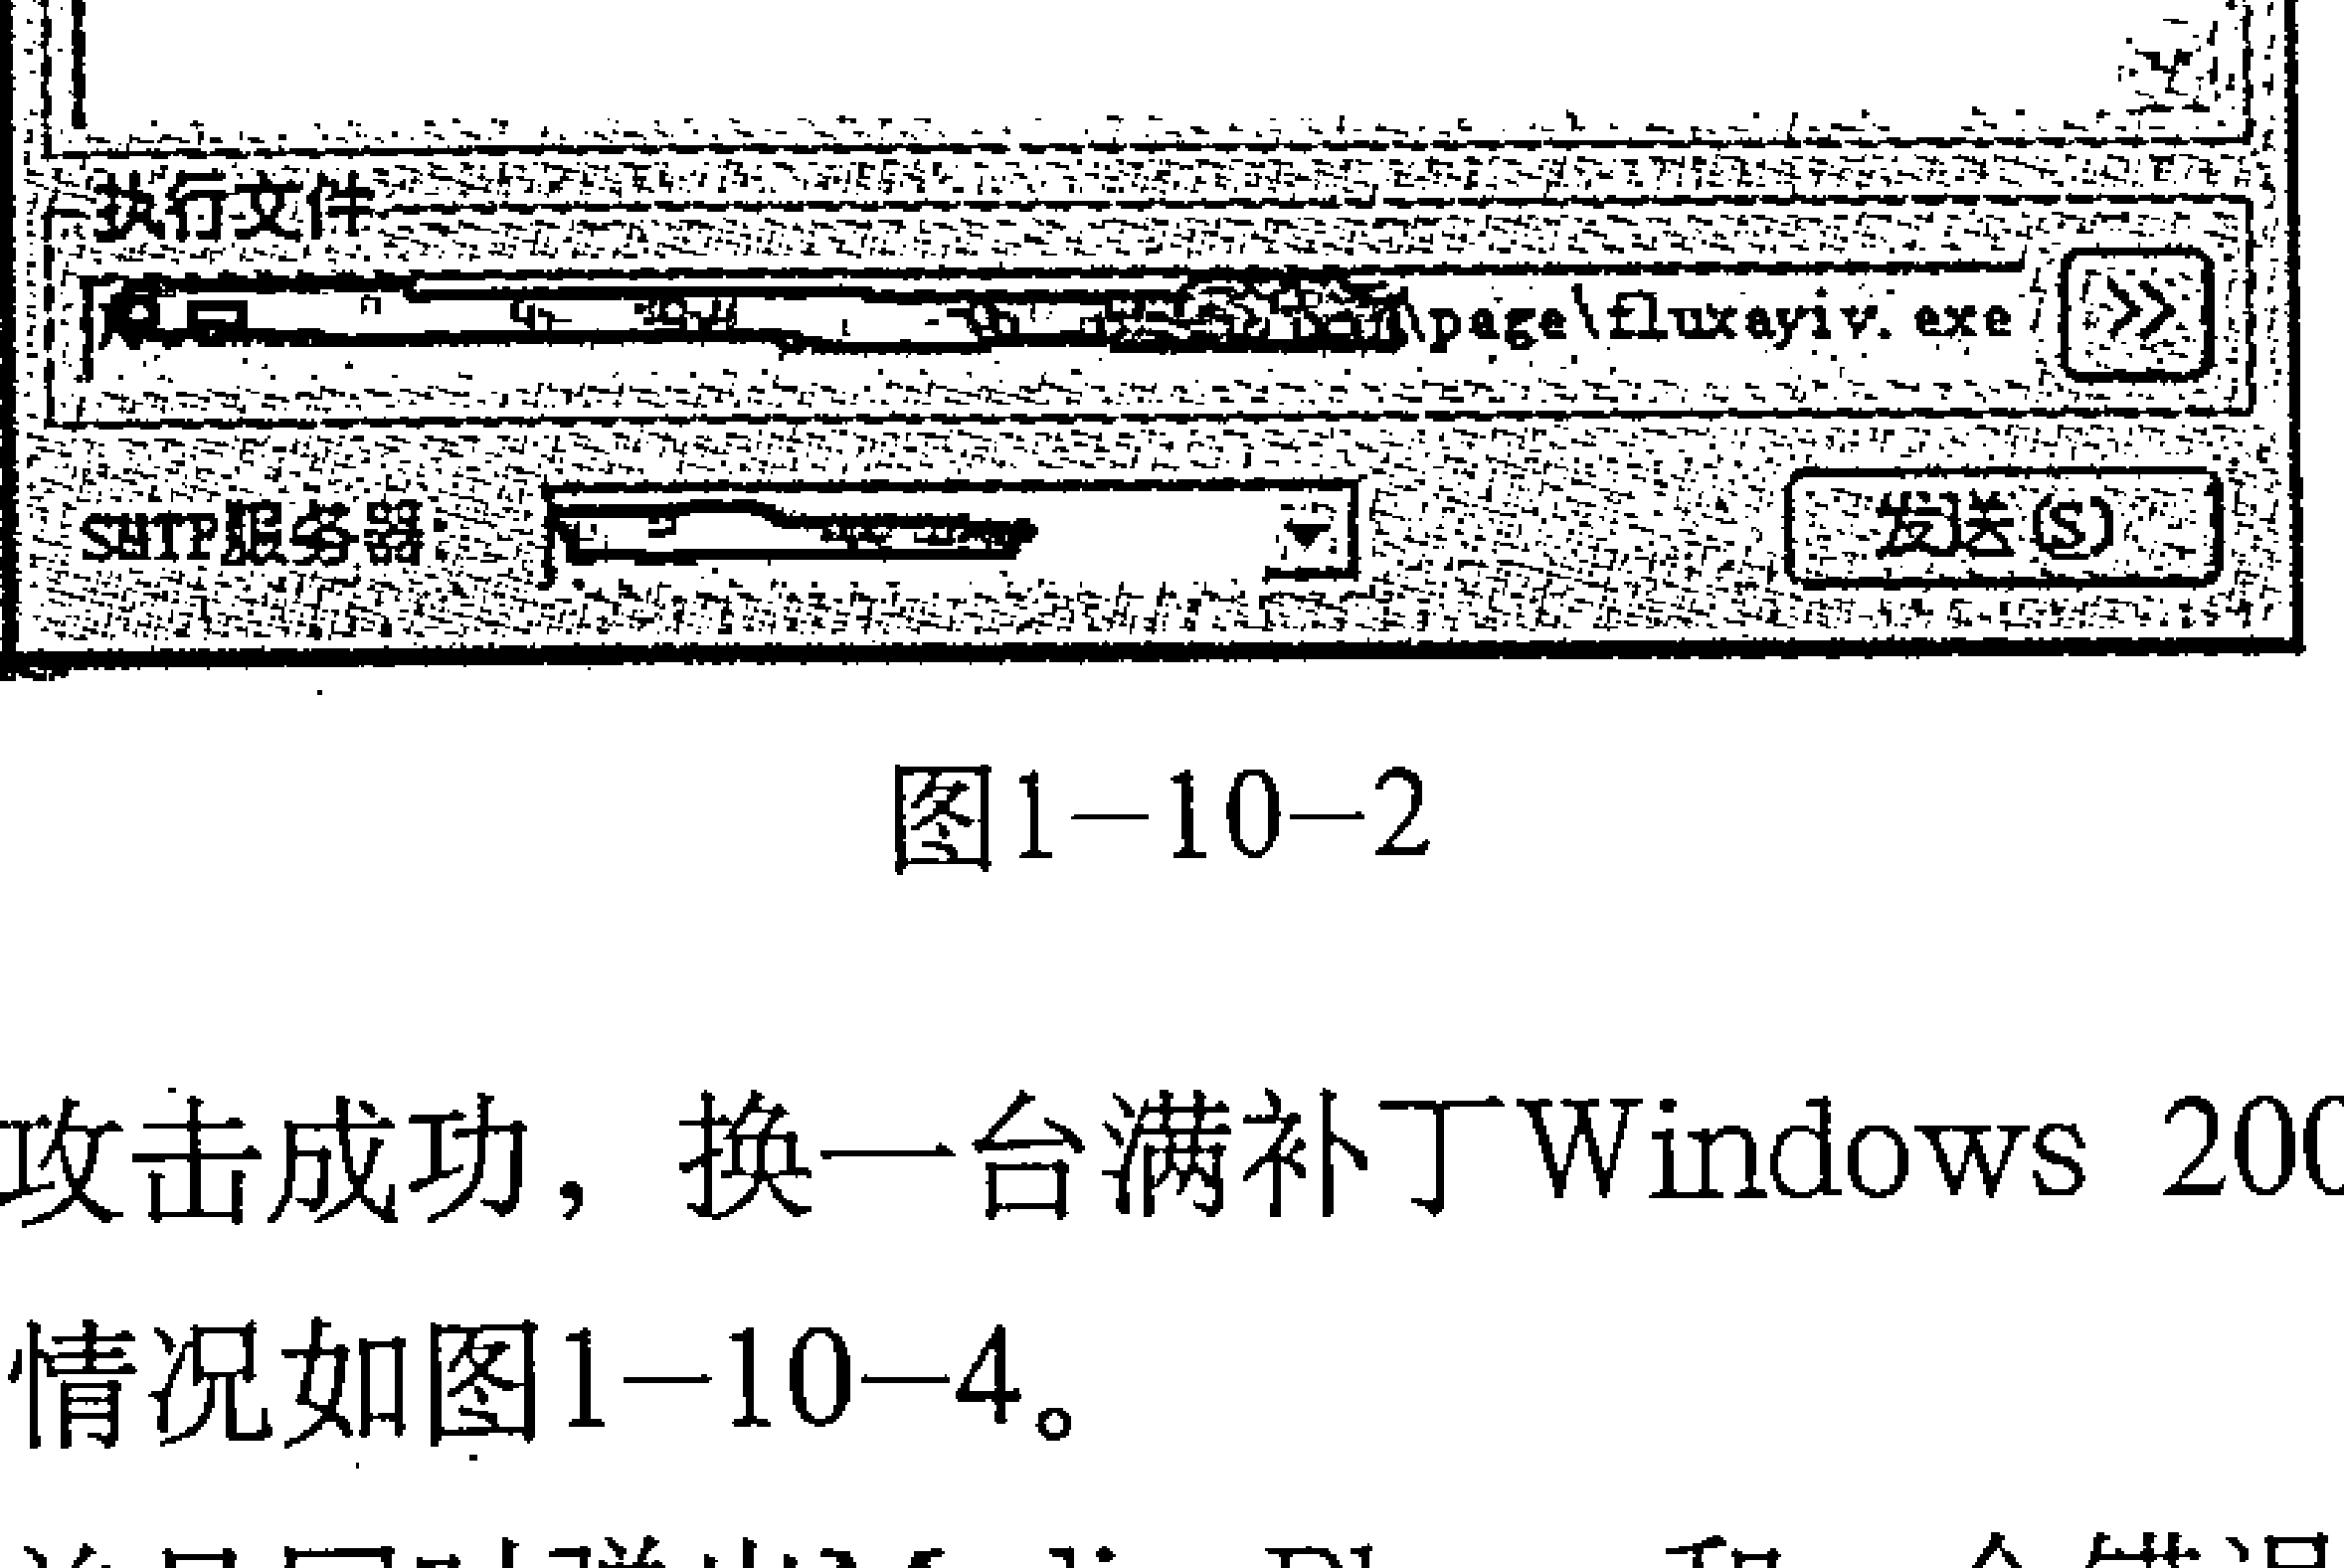 执行文件
\page\fluxayiv.exe >>
SMTP服务器: 发送(S)
图1-10-2
攻击成功，换一台满补丁Windows 200
情况如图1-10-4。